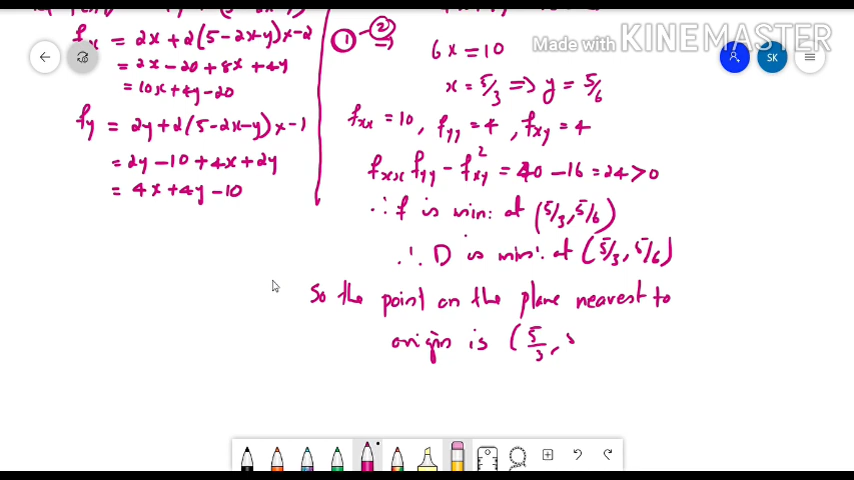 Made with KINEMASTER
SK
fx = 2x + 2(5-2x-y)x-2
= 2x - 20 + 8x + 4y
= 10x + 4y - 20
fy = 2y + 2(5-2x-y)x-1
= 2y - 10 + 4x + 2y
= 4x + 4y - 10
① - ② ⇒
6x = 10
x = 5/3 ⇒ y = 5/6
fxx = 10, fyy = 4, fxy = 4
fxx fyy - f²xy = 40 - 16 = 24 > 0
∴ f is min: at (5/3, 5/6)
∴ D is min: at (5/3, 5/6)
So the point on the plane nearest to
origin is (5/3,